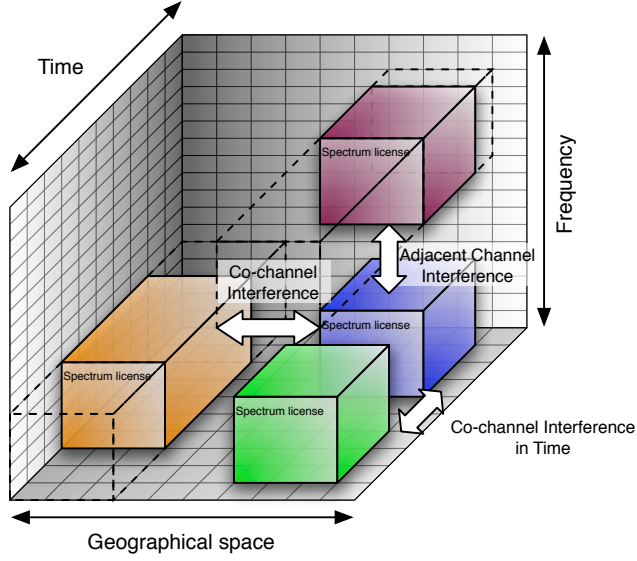 Time
Spectrum license
Frequency
Adjacent Channel
Interference
Co-channel
Interference
Spectrum license
Spectrum license
Spectrum license
Co-channel Interference
in Time
Geographical space